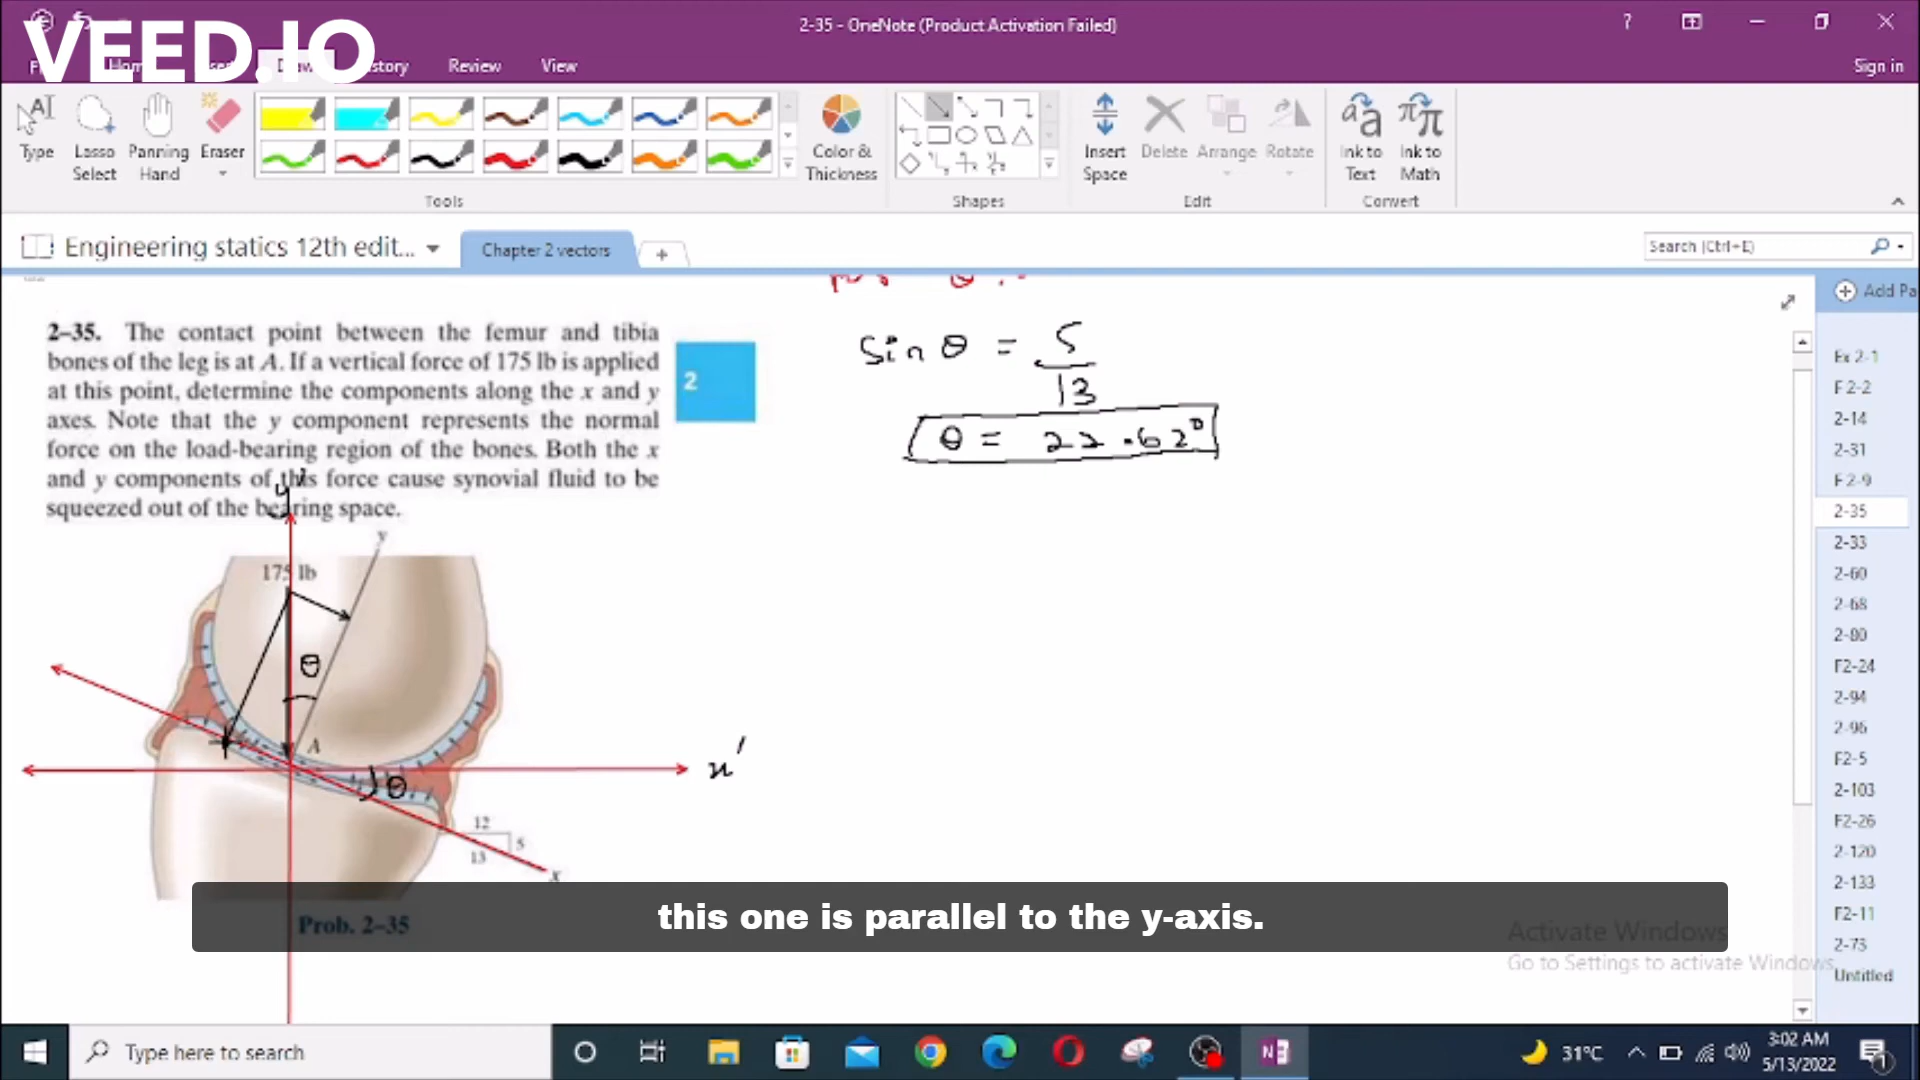 2-35 - OneNote (Product Activation Failed)
?
VEED.IO
Review
View
Sign in
Type
Lasso
Select
Panning
Hand
Eraser
Color &
Thickness
Insert
Space
Delete
Arrange
Rotate
Ink to
Text
Ink to
Math
Tools
Shapes
Edit
Convert
Engineering statics 12th edit...
Chapter 2 vectors
+
Search (Ctrl+E)
2–35. The contact point between the femur and tibia
bones of the leg is at A. If a vertical force of 175 lb is applied
at this point, determine the components along the x and y
axes. Note that the y component represents the normal
force on the load-bearing region of the bones. Both the x
and y components of this force cause synovial fluid to be
squeezed out of the bearing space.
2
sin θ = 5
13
θ = 22.62°
y'
y
175 lb
θ
A
x'
θ
12
5
13
x
Prob. 2–35
this one is parallel to the y-axis.
Activate Windows
Go to Settings to activate Windows.
Add Pa
Ex 2-1
F 2-2
2-14
2-31
F 2-9
2-35
2-33
2-60
2-68
2-80
F2-24
2-94
2-96
F2-5
2-103
F2-26
2-120
2-133
F2-11
2-73
Untitled
Type here to search
31°C
3:02 AM
5/13/2022
1